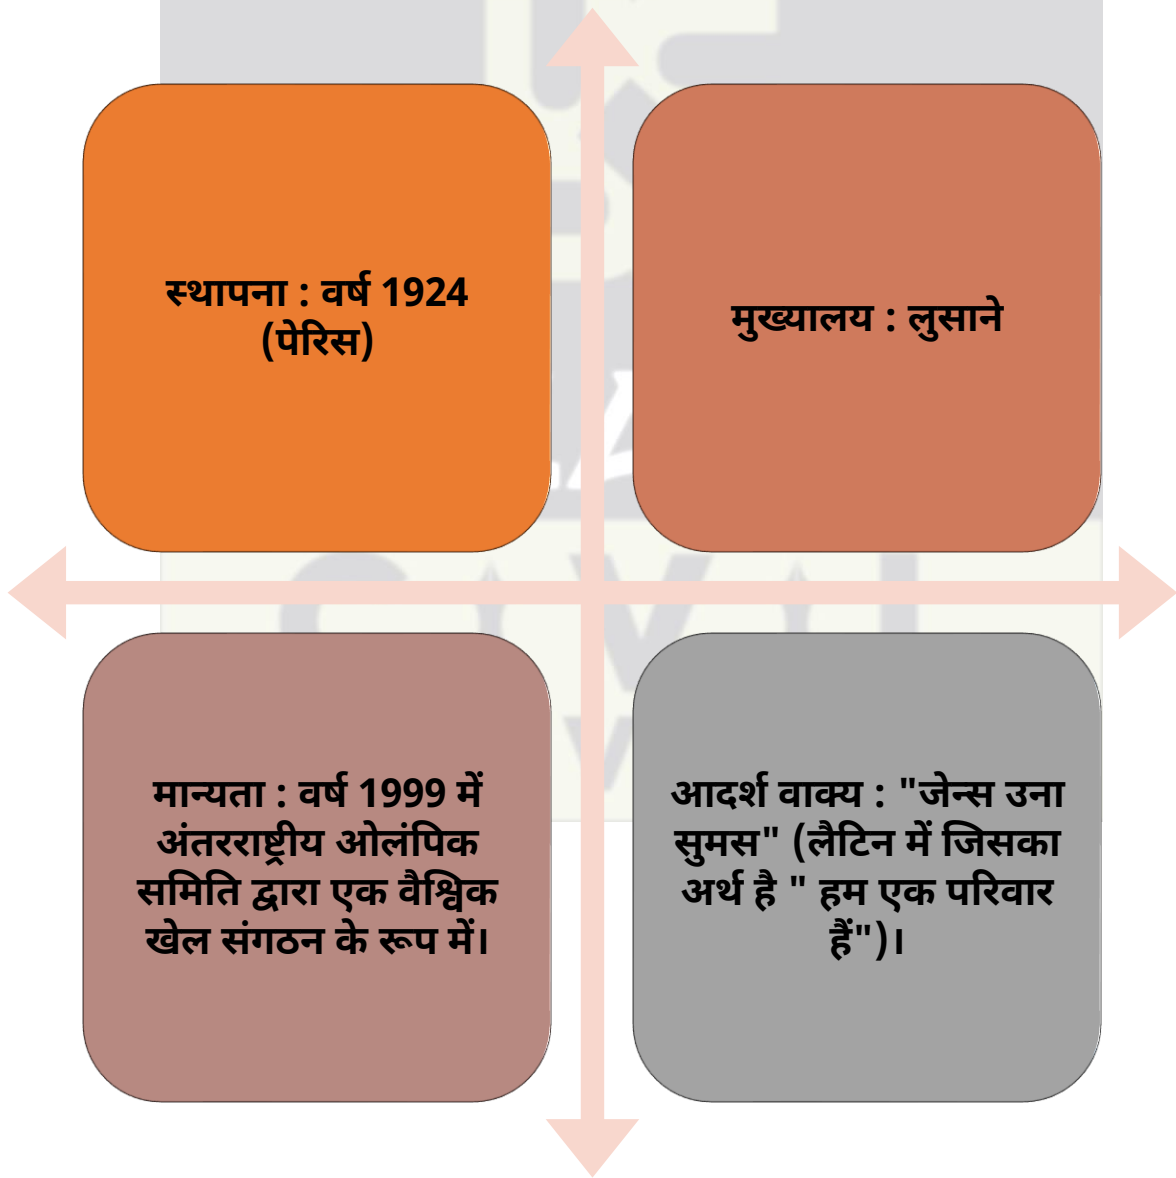 स्थापना : वर्ष 1924
(पेरिस)
मुख्यालय : लुसाने
मान्यता : वर्ष 1999 में
अंतरराष्ट्रीय ओलंपिक
समिति द्वारा एक वैश्विक
खेल संगठन के रूप में।
आदर्श वाक्य : "जेन्स उना
सुमस" (लैटिन में जिसका
अर्थ है " हम एक परिवार
हैं")।